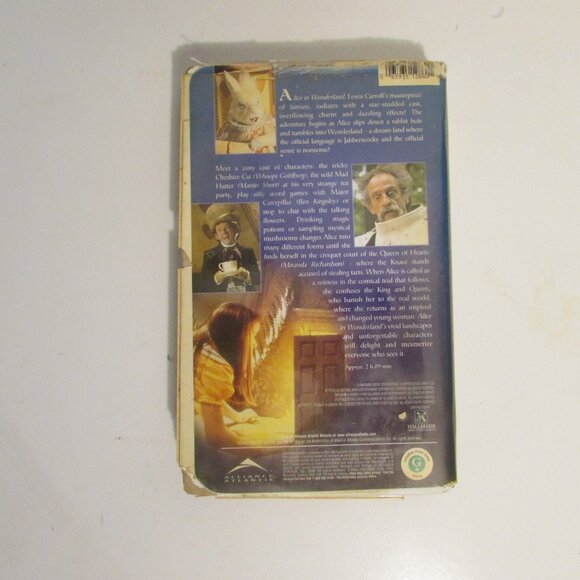 Alice in Wonderland, Lewis Carroll's masterpiece
of fantasy, radiates with a star-studded cast,
overflowing charm and dazzling effects! The
adventure begins as Alice slips down a rabbit hole
and tumbles into Wonderland – a dream land where
the official language is Jabberwocky and the official
sense is nonsense!
Meet a zany cast of characters: the tricky
Cheshire Cat (Whoopi Goldberg), the wild Mad
Hatter (Martin Short) at his very strange tea
party, play silly word games with Major
Caterpillar (Ben Kingsley) or
stop to chat with the talking
flowers. Drinking magic
potions or sampling mystical
mushrooms changes Alice into
many different forms until she
finds herself in the croquet court of the Queen of Hearts
(Miranda Richardson) – where the Knave stands
accused of stealing tarts. When Alice is called as
a witness in the comical trial that follows,
she confuses the King and Queen,
who banish her to the real world,
where she returns as an inspired
and changed young woman. Alice
in Wonderland's vivid landscapes
and unforgettable characters
will delight and mesmerize
everyone who sees it.
Approx. 2 h 09 min
HALLMARK
ALLIANCE
ATLANTIS
G